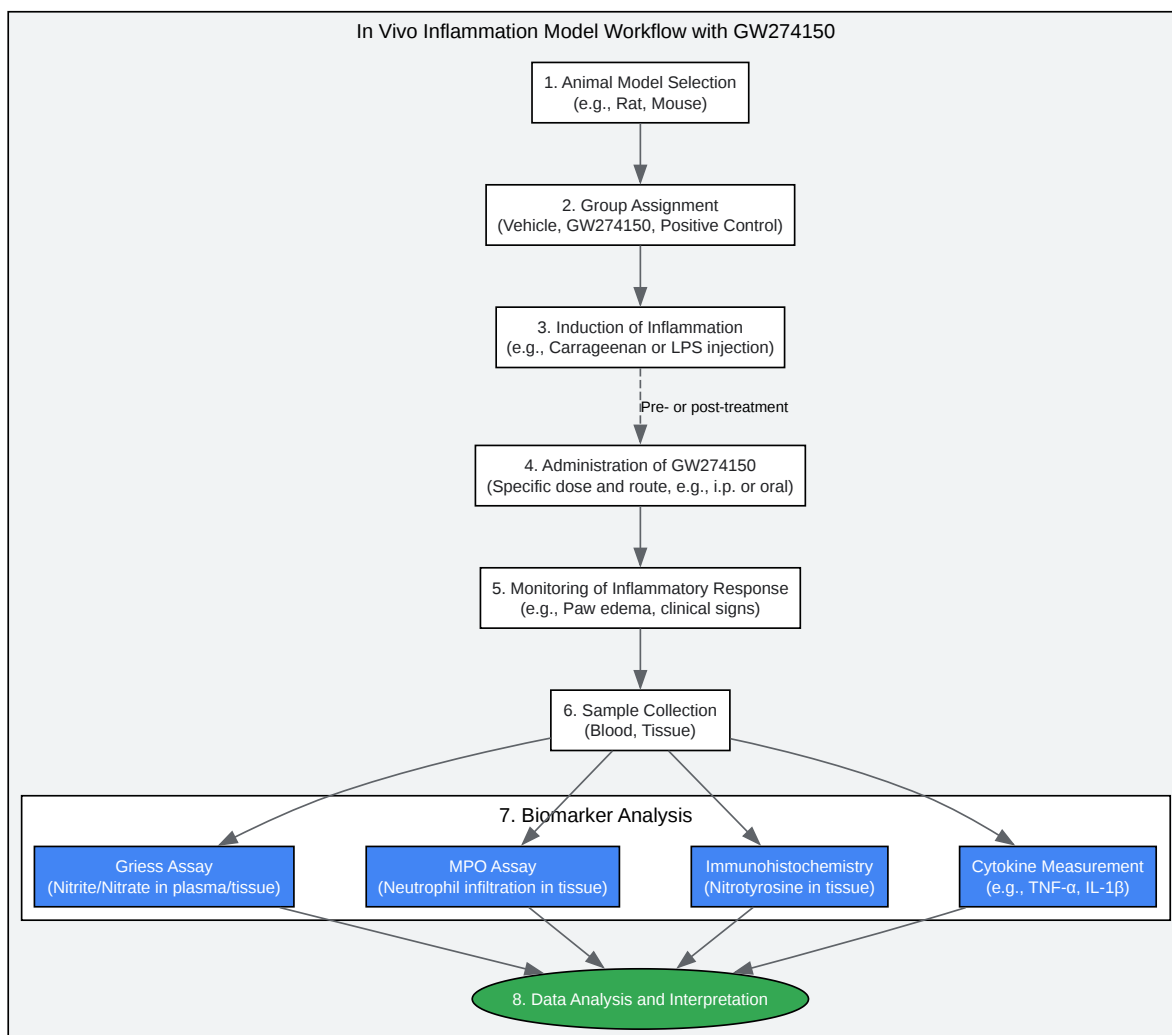 In Vivo Inflammation Model Workflow with GW274150
1. Animal Model Selection
(e.g., Rat, Mouse)
2. Group Assignment
(Vehicle, GW274150, Positive Control)
3. Induction of Inflammation
(e.g., Carrageenan or LPS injection)
Pre- or post-treatment
4. Administration of GW274150
(Specific dose and route, e.g., i.p. or oral)
5. Monitoring of Inflammatory Response
(e.g., Paw edema, clinical signs)
6. Sample Collection
(Blood, Tissue)
7. Biomarker Analysis
Griess Assay
(Nitrite/Nitrate in plasma/tissue)
MPO Assay
(Neutrophil infiltration in tissue)
Immunohistochemistry
(Nitrotyrosine in tissue)
Cytokine Measurement
(e.g., TNF-α, IL-1β)
8. Data Analysis and Interpretation